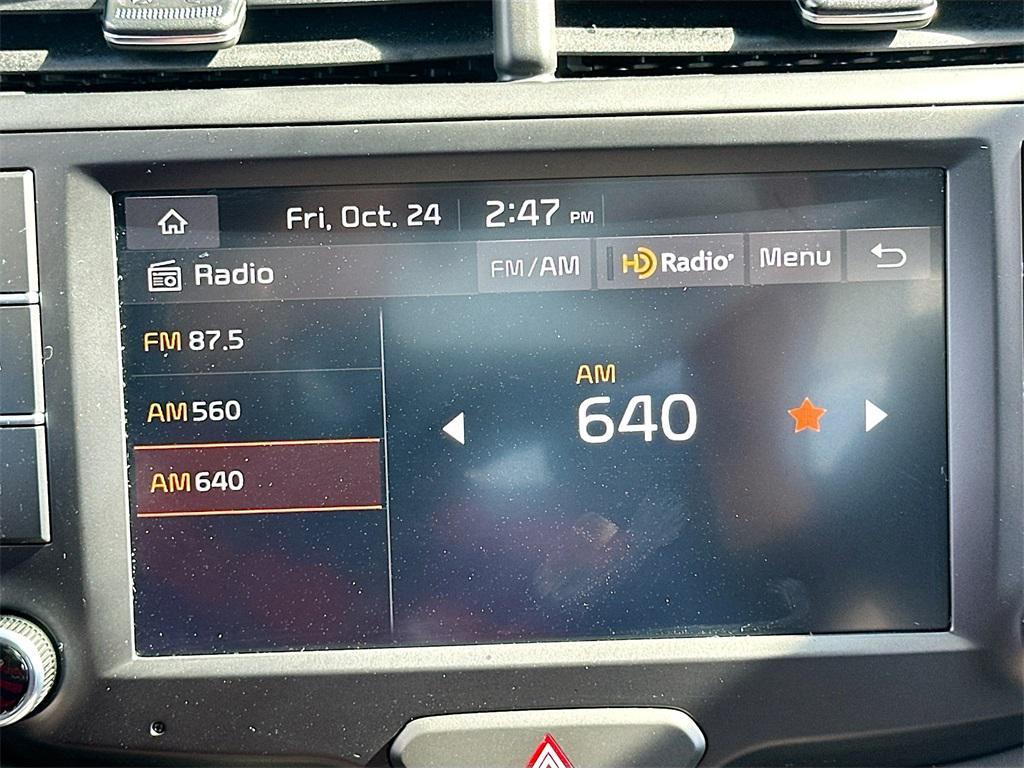 Fri, Oct. 24 2:47 PM
Radio FM/AM HD Radio Menu
FM 87.5
AM 560
AM 640
AM
640